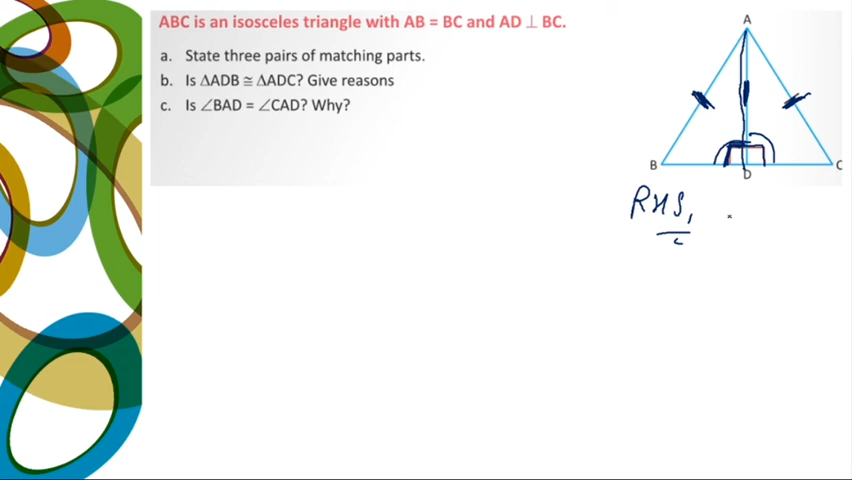 ABC is an isosceles triangle with AB = BC and AD ⊥ BC.
a. State three pairs of matching parts.
b. Is ΔADB ≅ ΔADC? Give reasons
c. Is ∠BAD = ∠CAD? Why?
A
B
C
D
RHS,